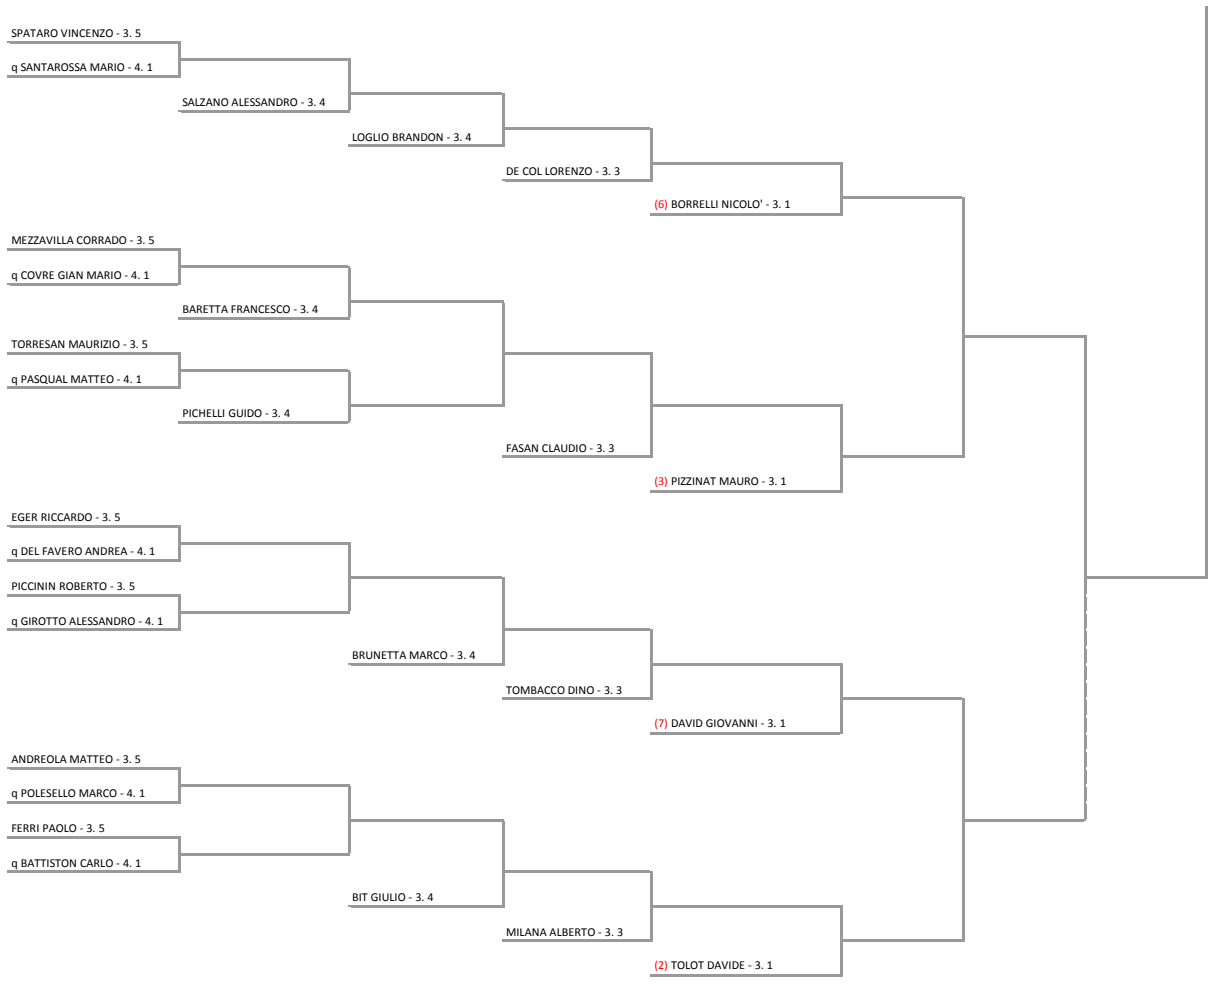 SPATARO VINCENZO - 3. 5
q SANTAROSSA MARIO - 4. 1
SALZANO ALESSANDRO - 3. 4
LOGLIO BRANDON - 3. 4
DE COL LORENZO - 3. 3
(6) BORRELLI NICOLO' - 3. 1
MEZZAVILLA CORRADO - 3. 5
q COVRE GIAN MARIO - 4. 1
BARETTA FRANCESCO - 3. 4
TORRESAN MAURIZIO - 3. 5
q PASQUAL MATTEO - 4. 1
PICHELLI GUIDO - 3. 4
FASAN CLAUDIO - 3. 3
(3) PIZZINAT MAURO - 3. 1
EGER RICCARDO - 3. 5
q DEL FAVERO ANDREA - 4. 1
PICCININ ROBERTO - 3. 5
q GIROTTO ALESSANDRO - 4. 1
BRUNETTA MARCO - 3. 4
TOMBACCO DINO - 3. 3
(7) DAVID GIOVANNI - 3. 1
ANDREOLA MATTEO - 3. 5
q POLESELLO MARCO - 4. 1
FERRI PAOLO - 3. 5
q BATTISTON CARLO - 4. 1
BIT GIULIO - 3. 4
MILANA ALBERTO - 3. 3
(2) TOLOT DAVIDE - 3. 1